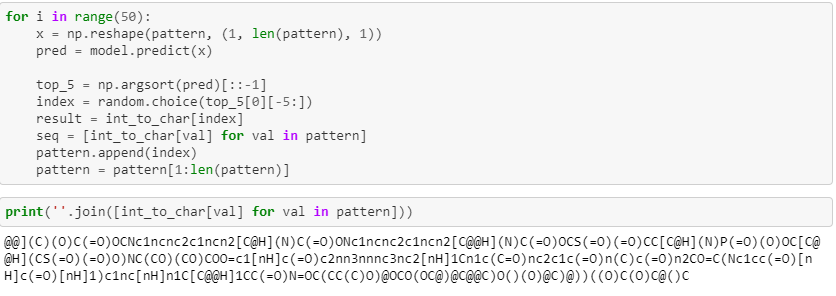 for i in range(50):
    x = np.reshape(pattern, (1, len(pattern), 1))
    pred = model.predict(x)

    top_5 = np.argsort(pred)[::-1]
    index = random.choice(top_5[0][-5:])
    result = int_to_char[index]
    seq = [int_to_char[val] for val in pattern]
    pattern.append(index)
    pattern = pattern[1:len(pattern)]
print(''.join([int_to_char[val] for val in pattern]))
@@](C)(O)C(=O)OCNc1ncnc2c1ncn2[C@H](N)C(=O)ONc1ncnc2c1ncn2[C@@H](N)C(=O)OCS(=O)(=O)CC[C@H](N)P(=O)(O)OC[C@
@H](CS(=O)(=O)O)NC(CO)(CO)COO=c1[nH]c(=O)c2nn3nnnc3nc2[nH]1Cn1c(C=O)nc2c1c(=O)n(C)c(=O)n2CO=C(Nc1cc(=O)[n
H]c(=O)[nH]1)c1nc[nH]n1C[C@@H]1CC(=O)N=OC(CC(C)O)@OCO(OC@)@C@@C)O()(O)@C)@))((O)C(O)C@()C